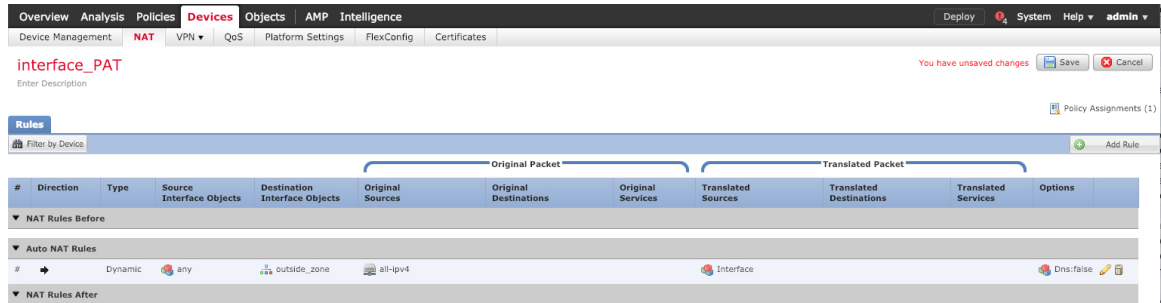 Overview Analysis Policies Devices Objects AMP Intelligence Deploy 4 System Help admin
Device Management NAT VPN QoS Platform Settings FlexConfig Certificates
interface_PAT
You have unsaved changes Save Cancel
Enter Description
Policy Assignments (1)
Rules
Filter by Device Add Rule
Original Packet Translated Packet
# Direction Type Source Interface Objects Destination Interface Objects Original Sources Original Destinations Original Services Translated Sources Translated Destinations Translated Services Options
NAT Rules Before
Auto NAT Rules
# Dynamic any outside_zone all-ipv4 Interface Dns:false
NAT Rules After